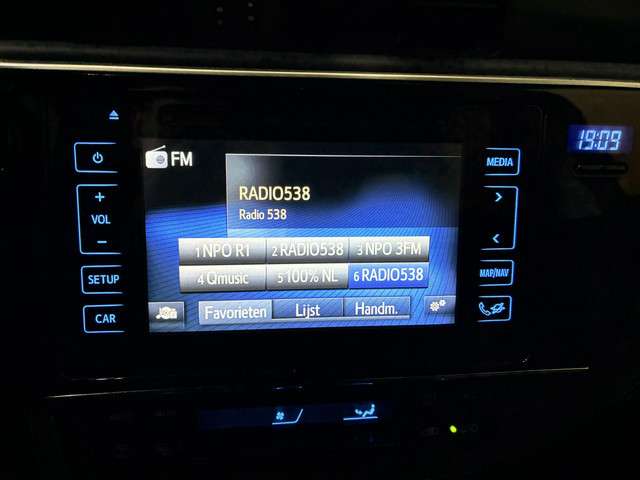 19:09
FM
MEDIA
RADIO538
Radio 538
+
VOL
−
>
<
1 NPO R1 2 RADIO538 3 NPO 3FM
4 Qmusic 5 100% NL 6 RADIO538
SETUP
MAP/NAV
Favorieten Lijst Handm.
CAR